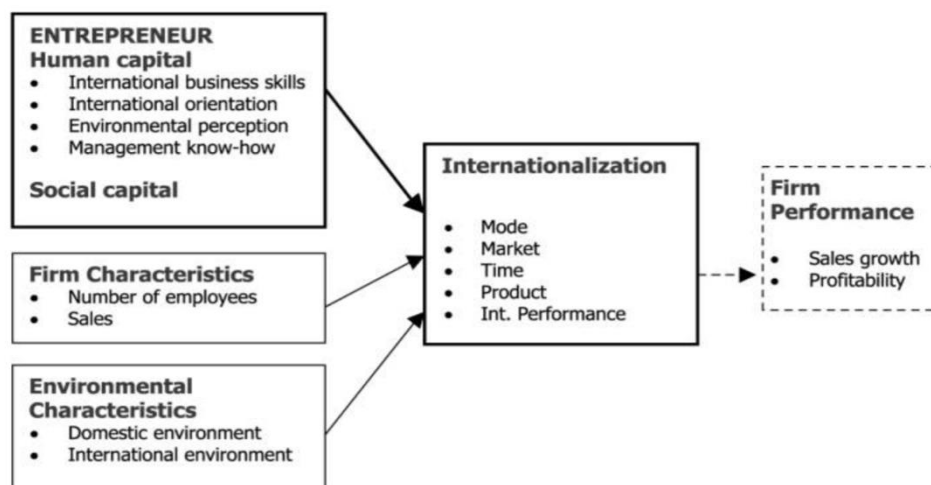 ENTREPRENEUR
Human capital
• International business skills
• International orientation
• Environmental perception
• Management know-how
Social capital
Firm Characteristics
• Number of employees
• Sales
Environmental
Characteristics
• Domestic environment
• International environment
Internationalization
• Mode
• Market
• Time
• Product
• Int. Performance
Firm
Performance
• Sales growth
• Profitability